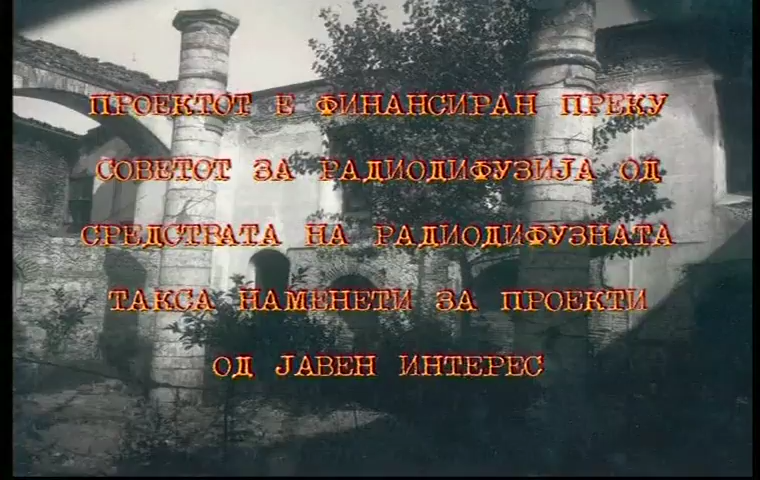 ПРОЕКТОТ Е ФИНАНСИРАН ПРЕКУ
СОВЕТОТ ЗА РАДИОДИФУЗИЈА ОД
СРЕДСТВАТА НА РАДИОДИФУЗНАТА
ТАКСА НАМЕНЕТИ ЗА ПРОЕКТИ
ОД ЈАВЕН ИНТЕРЕС